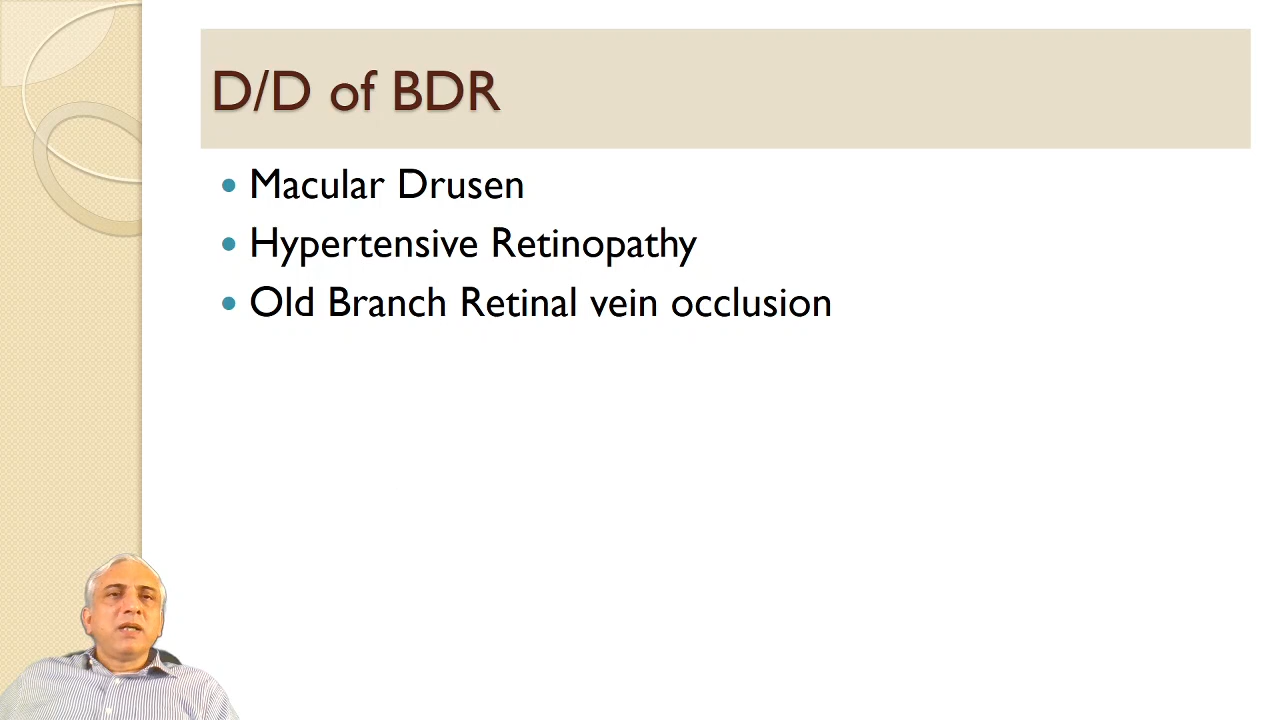 D/D of BDR
Macular Drusen
Hypertensive Retinopathy
Old Branch Retinal vein occlusion